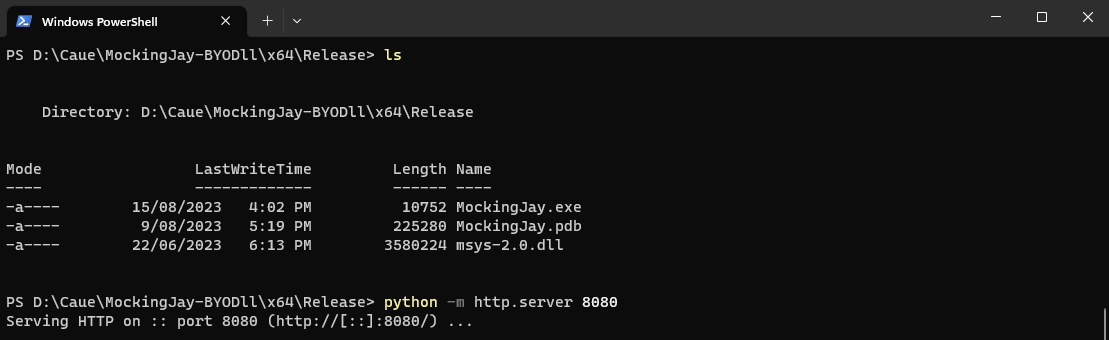 Windows PowerShell
PS D:\Caue\MockingJay-BYODll\x64\Release> ls
Directory: D:\Caue\MockingJay-BYODll\x64\Release
Mode                 LastWriteTime         Length Name
----                 -------------         ------ ----
-a----          15/08/2023   4:02 PM          10752 MockingJay.exe
-a----           9/08/2023   5:19 PM         225280 MockingJay.pdb
-a----          22/06/2023   6:13 PM        3580224 msys-2.0.dll
PS D:\Caue\MockingJay-BYODll\x64\Release> python -m http.server 8080
Serving HTTP on :: port 8080 (http://[::]:8080/) ...